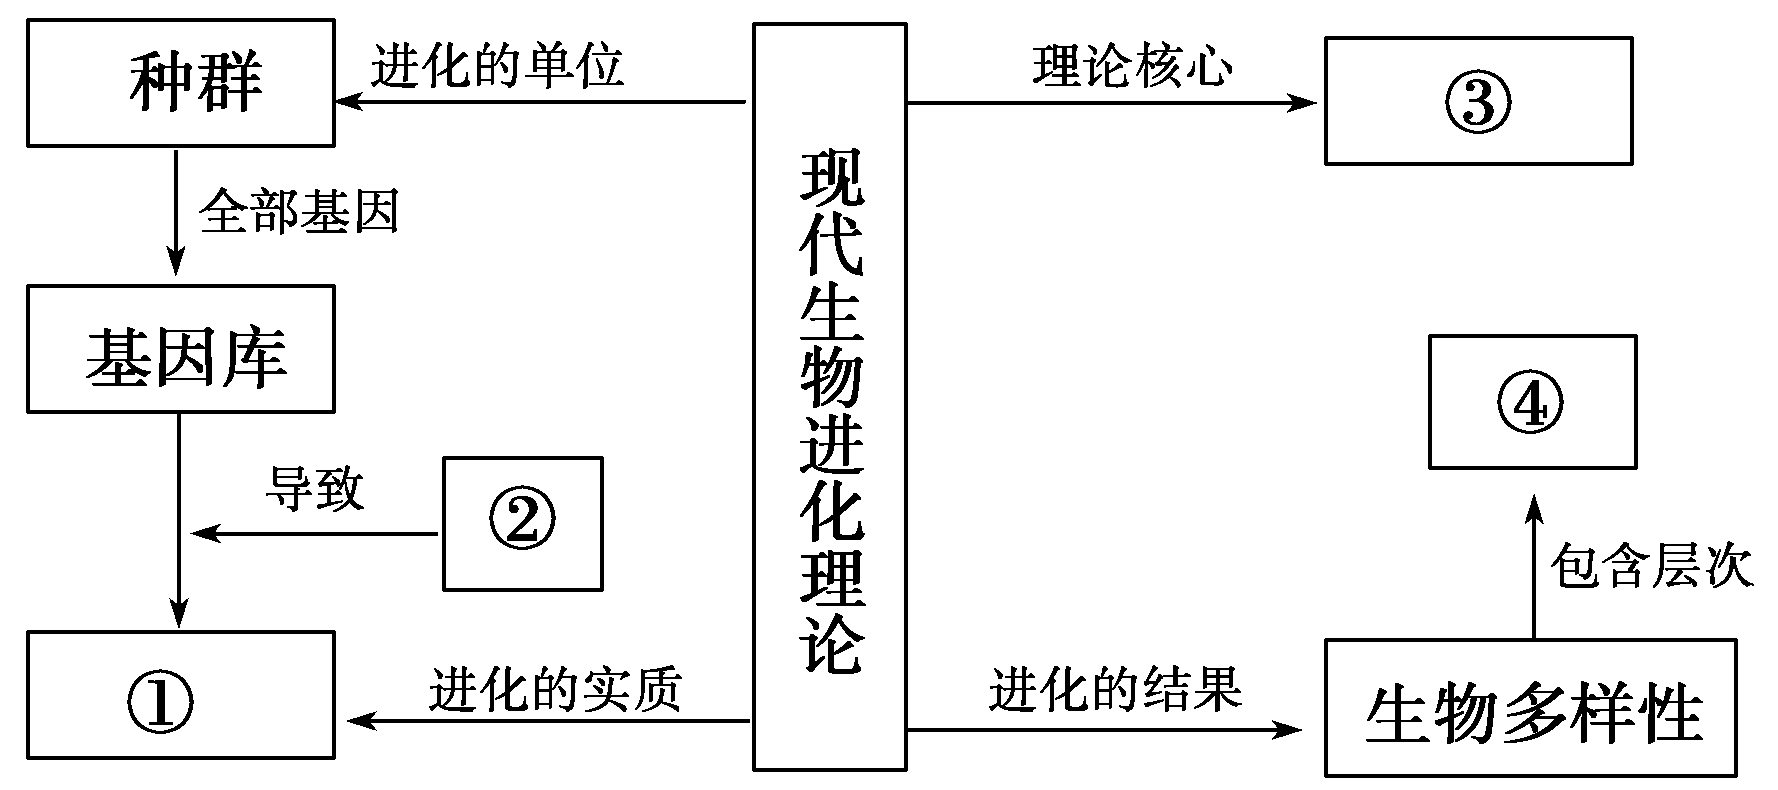 种群
进化的单位
理论核心
③
全部基因
现代生物进化理论
基因库
④
导致
②
包含层次
①
进化的实质
进化的结果
生物多样性